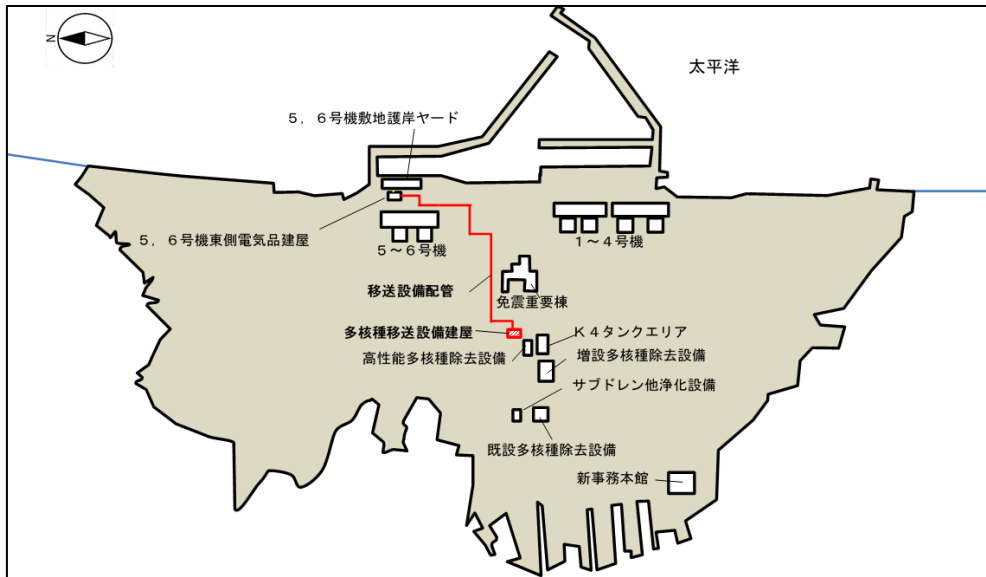 N
太平洋
５，６号機敷地護岸ヤード
５，６号機東側電気品建屋
５～６号機
１～４号機
移送設備配管
免震重要棟
多核種移送設備建屋
Ｋ４タンクエリア
高性能多核種除去設備
増設多核種除去設備
サブドレン他浄化設備
既設多核種除去設備
新事務本館